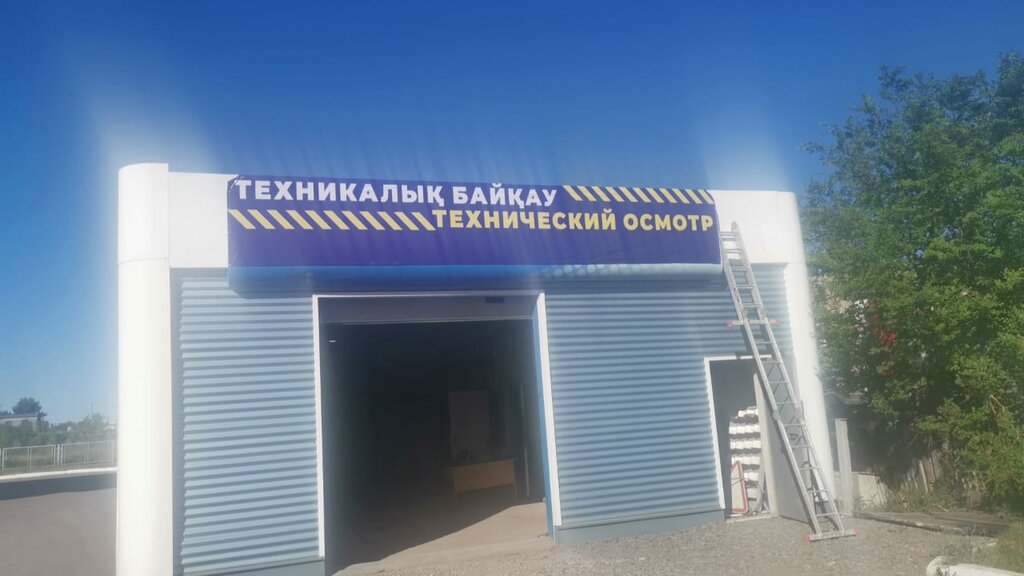 ТЕХНИКАЛЫҚ БАЙҚАУ
ТЕХНИЧЕСКИЙ ОСМОТР